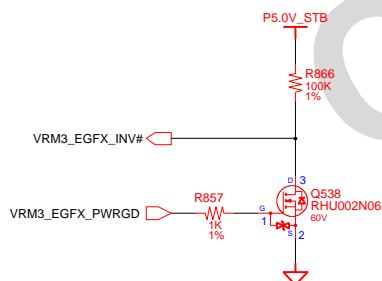 P5.0V_STB
R866
100K
1%
VRM3_EGFX_INV#
D 3
Q538
RHU002N06
60V
R857
G
VRM3_EGFX_PWRGD
1
S 2
1K
1%